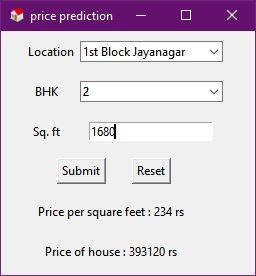 price prediction
Location 1st Block Jayanagar
BHK 2
Sq. ft 1680
Submit Reset
Price per square feet : 234 rs
Price of house : 393120 rs